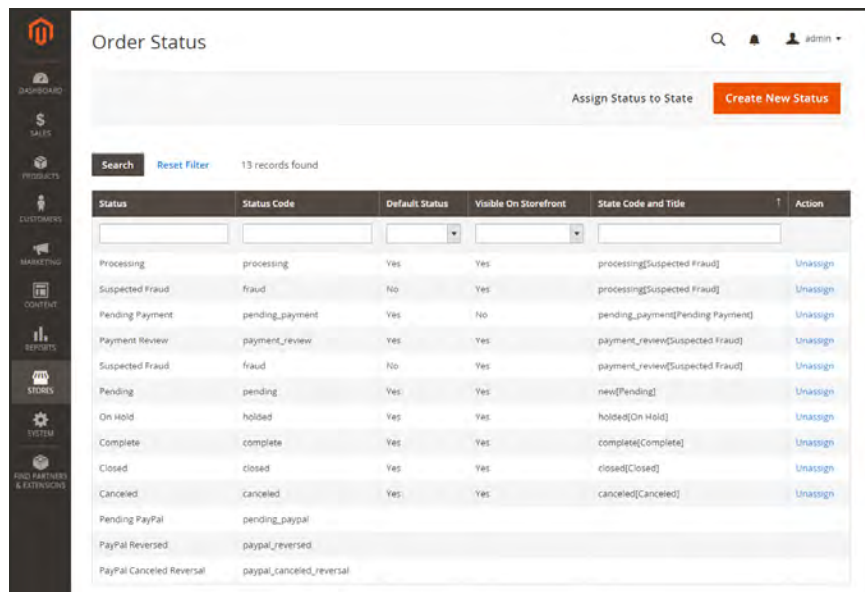 Order Status
admin
DASHBOARD
SALES
PRODUCTS
CUSTOMERS
MARKETING
CONTENT
REPORTS
STORES
SYSTEM
FIND PARTNERS
& EXTENSIONS
Assign Status to State Create New Status
Search Reset Filter 13 records found
Status Status Code Default Status Visible On Storefront State Code and Title ↑ Action
Processing processing Yes Yes processing[Suspected Fraud] Unassign
Suspected Fraud fraud No Yes processing[Suspected Fraud] Unassign
Pending Payment pending_payment Yes No pending_payment[Pending Payment] Unassign
Payment Review payment_review Yes Yes payment_review[Suspected Fraud] Unassign
Suspected Fraud fraud No Yes payment_review[Suspected Fraud] Unassign
Pending pending Yes Yes new[Pending] Unassign
On Hold holded Yes Yes holded[On Hold] Unassign
Complete complete Yes Yes complete[Complete] Unassign
Closed closed Yes Yes closed[Closed] Unassign
Canceled canceled Yes Yes canceled[Canceled] Unassign
Pending PayPal pending_paypal
PayPal Reversed paypal_reversed
PayPal Canceled Reversal paypal_canceled_reversal